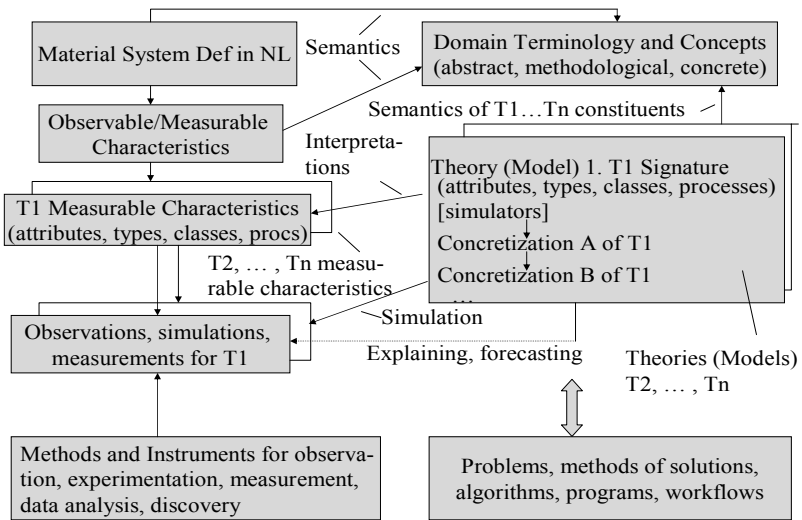 Material System Def in NL
Semantics
Domain Terminology and Concepts
(abstract, methodological, concrete)
Observable/Measurable
Characteristics
Semantics of T1…Tn constituents
Interpreta-
tions
Theory (Model) 1. T1 Signature
(attributes, types, classes, processes)
[simulators]
Concretization A of T1
Concretization B of T1
…
T1 Measurable Characteristics
(attributes, types, classes, procs)
T2, … , Tn measu-
rable characteristics
Simulation
Observations, simulations,
measurements for T1
Explaining, forecasting
Theories (Models)
T2, … , Tn
Methods and Instruments for observa-
tion, experimentation, measurement,
data analysis, discovery
Problems, methods of solutions,
algorithms, programs, workflows